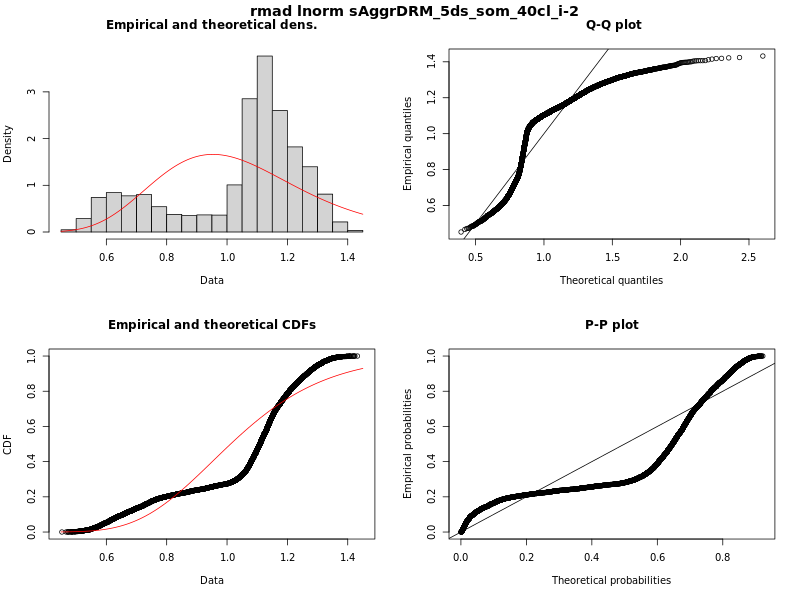 rmad lnorm sAggrDRM_5ds_som_40cl_i-2
Empirical and theoretical dens.
Density
0 1 2 3
0.6 0.8 1.0 1.2 1.4
Data
Q-Q plot
Empirical quantiles
0.6 0.8 1.0 1.2 1.4
0.5 1.0 1.5 2.0 2.5
Theoretical quantiles
Empirical and theoretical CDFs
CDF
0.0 0.2 0.4 0.6 0.8 1.0
0.6 0.8 1.0 1.2 1.4
Data
P-P plot
Empirical probabilities
0.0 0.2 0.4 0.6 0.8 1.0
0.0 0.2 0.4 0.6 0.8
Theoretical probabilities